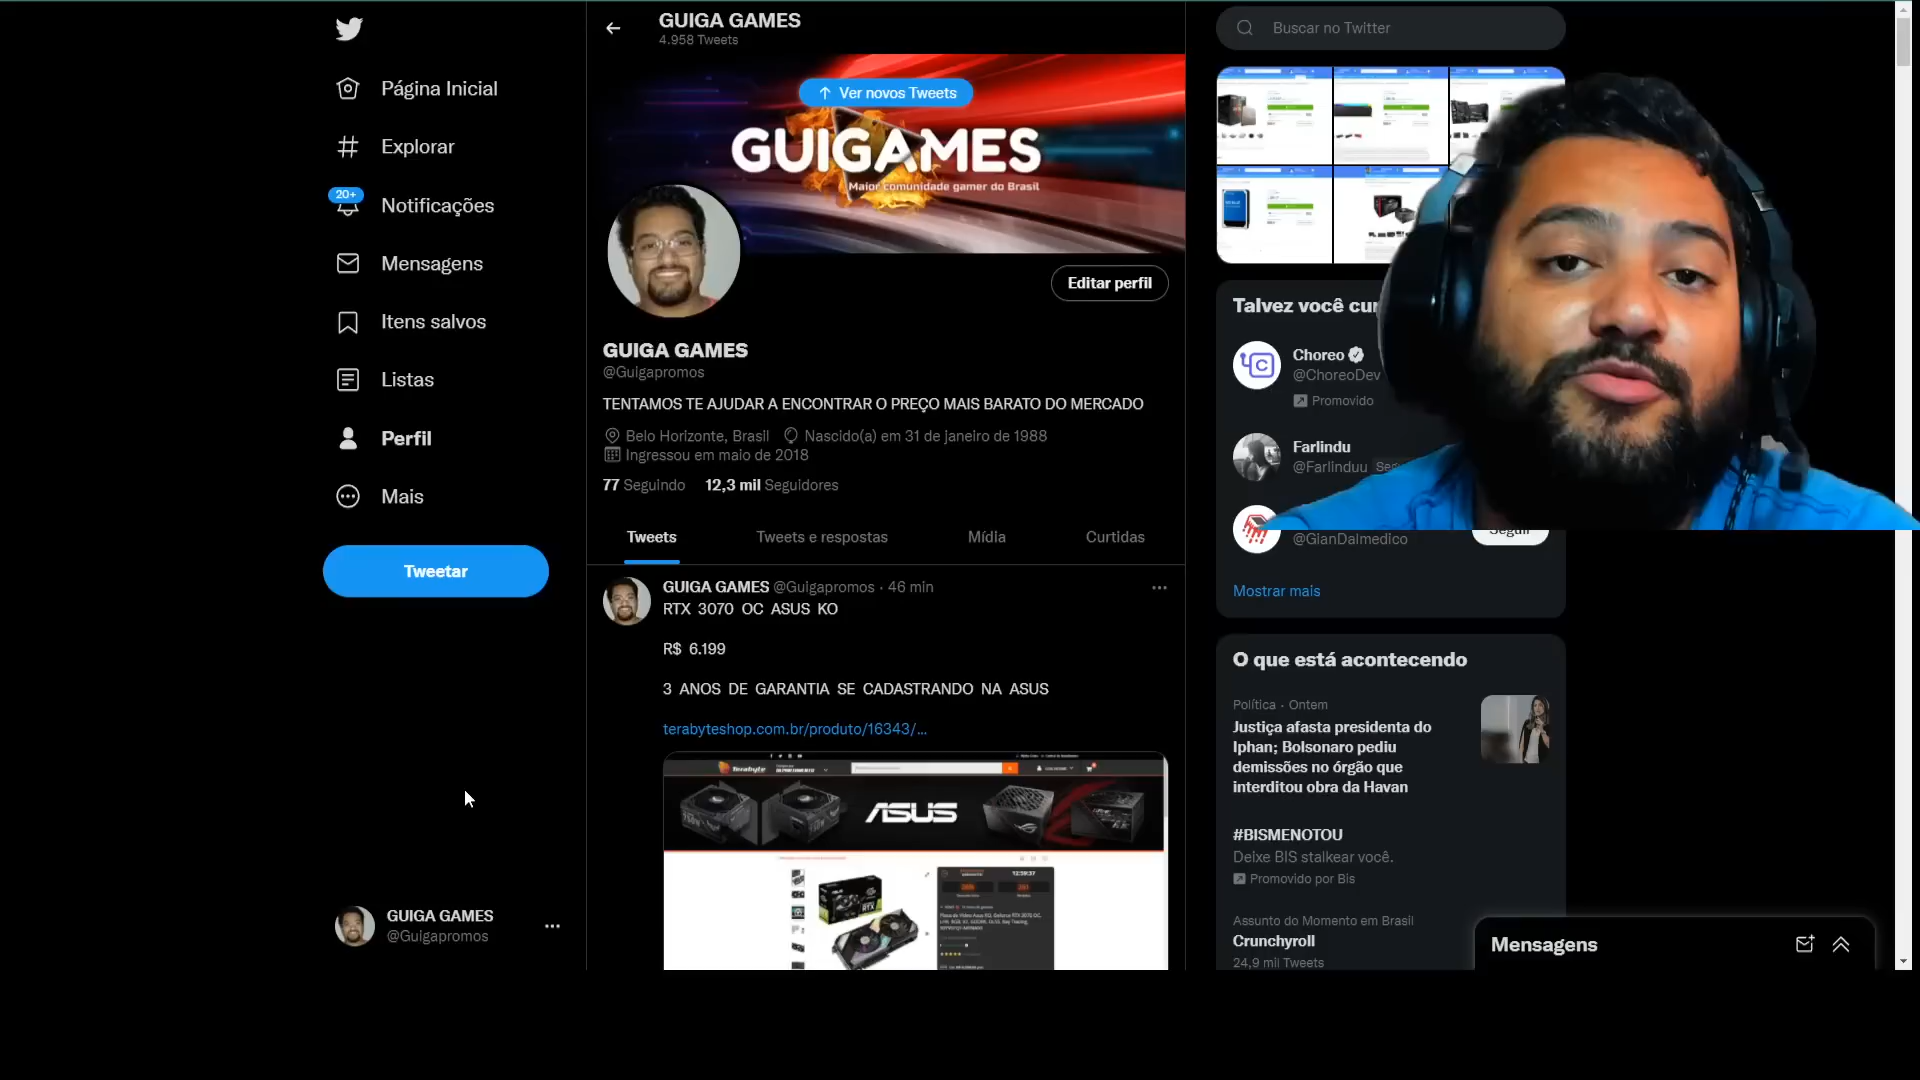 GUIGA GAMES
4.958 Tweets
Buscar no Twitter
Página Inicial
Explorar
20+
Notificações
Mensagens
Itens salvos
Listas
Perfil
Mais
Tweetar
GUIGA GAMES
@Guigapromos
Ver novos Tweets
GUIGAMES
Maior comunidade gamer do Brasil
Editar perfil
GUIGA GAMES
@Guigapromos
TENTAMOS TE AJUDAR A ENCONTRAR O PREÇO MAIS BARATO DO MERCADO
Belo Horizonte, Brasil Nascido(a) em 31 de janeiro de 1988
Ingressou em maio de 2018
77 Seguindo 12,3 mil Seguidores
Tweets Tweets e respostas Mídia Curtidas
GUIGA GAMES @Guigapromos · 46 min
RTX 3070 OC ASUS KO
R$ 6.199
3 ANOS DE GARANTIA SE CADASTRANDO NA ASUS
terabyteshop.com.br/produto/16343/...
Terabyte
ASUS
Talvez você cur
Choreo
@ChoreoDev
Promovido
Farlindu
@Farlinduu
@GianDalmedico
Seguir
Mostrar mais
O que está acontecendo
Política · Ontem
Justiça afasta presidenta do
Iphan; Bolsonaro pediu
demissões no órgão que
interditou obra da Havan
#BISMENOTOU
Deixe BIS stalkear você.
Promovido por Bis
Assunto do Momento em Brasil
Crunchyroll
24,9 mil Tweets
Mensagens